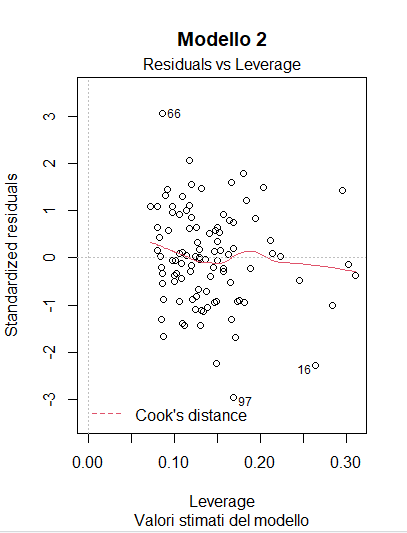 Modello 2
Residuals vs Leverage
Standardized residuals
3
2
1
0
-1
-2
-3
66
16
97
Cook's distance
0.00 0.10 0.20 0.30
Leverage
Valori stimati del modello